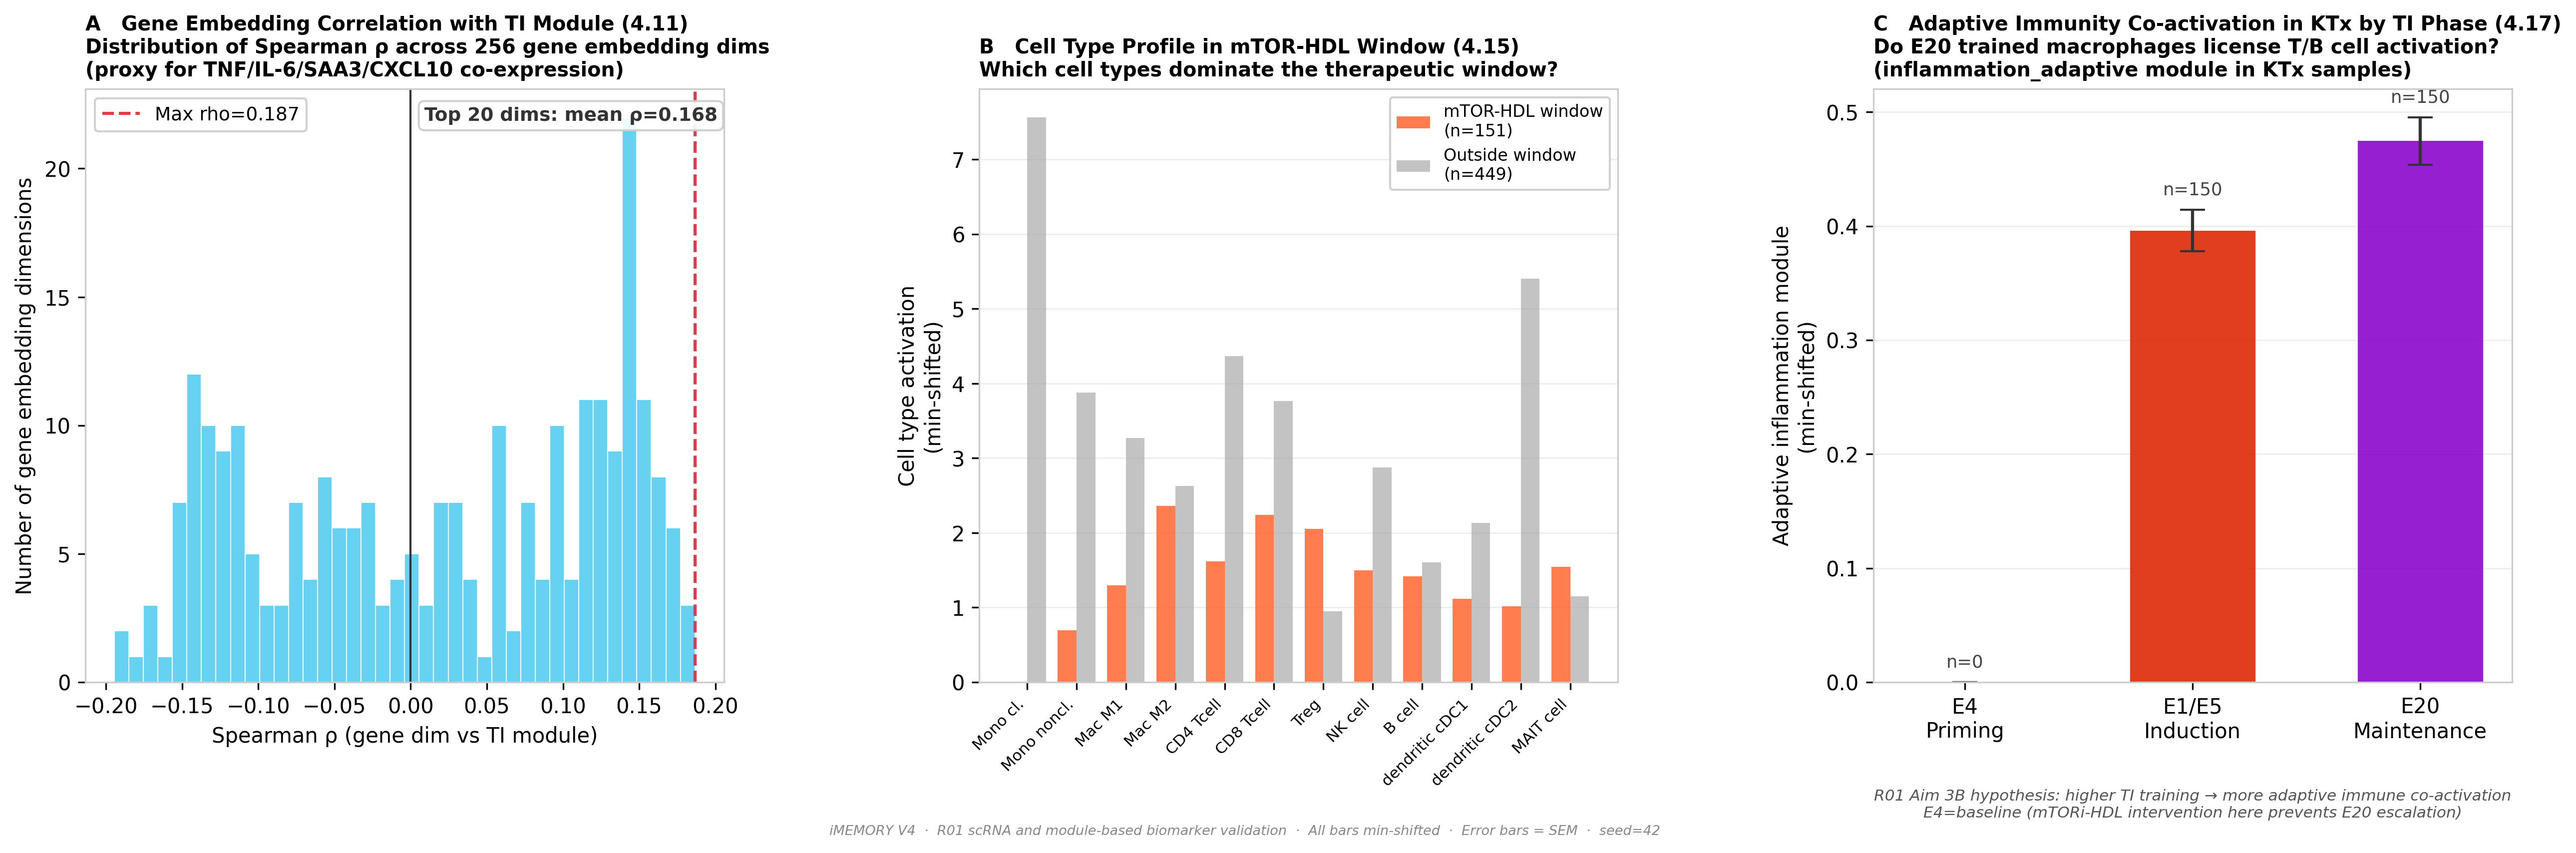 A   Gene Embedding Correlation with TI Module (4.11)
Distribution of Spearman ρ across 256 gene embedding dims
(proxy for TNF/IL-6/SAA3/CXCL10 co-expression)
Max rho=0.187
Top 20 dims: mean ρ=0.168
Number of gene embedding dimensions
20
15
10
5
0
−0.20 −0.15 −0.10 −0.05 0.00 0.05 0.10 0.15 0.20
Spearman ρ (gene dim vs TI module)
B   Cell Type Profile in mTOR-HDL Window (4.15)
Which cell types dominate the therapeutic window?
mTOR-HDL window
(n=151)
Outside window
(n=449)
Cell type activation
(min-shifted)
7
6
5
4
3
2
1
0
Mono cl.
Mono noncl.
Mac M1
Mac M2
CD4 Tcell
CD8 Tcell
Treg
NK cell
B cell
dendritic cDC1
dendritic cDC2
MAIT cell
C   Adaptive Immunity Co-activation in KTx by TI Phase (4.17)
Do E20 trained macrophages license T/B cell activation?
(inflammation_adaptive module in KTx samples)
Adaptive inflammation module
(min-shifted)
0.5
0.4
0.3
0.2
0.1
0.0
n=0
n=150
n=150
E4
Priming
E1/E5
Induction
E20
Maintenance
R01 Aim 3B hypothesis: higher TI training → more adaptive immune co-activation
E4=baseline (mTORi-HDL intervention here prevents E20 escalation)
iMEMORY V4  ·  R01 scRNA and module-based biomarker validation  ·  All bars min-shifted  ·  Error bars = SEM  ·  seed=42